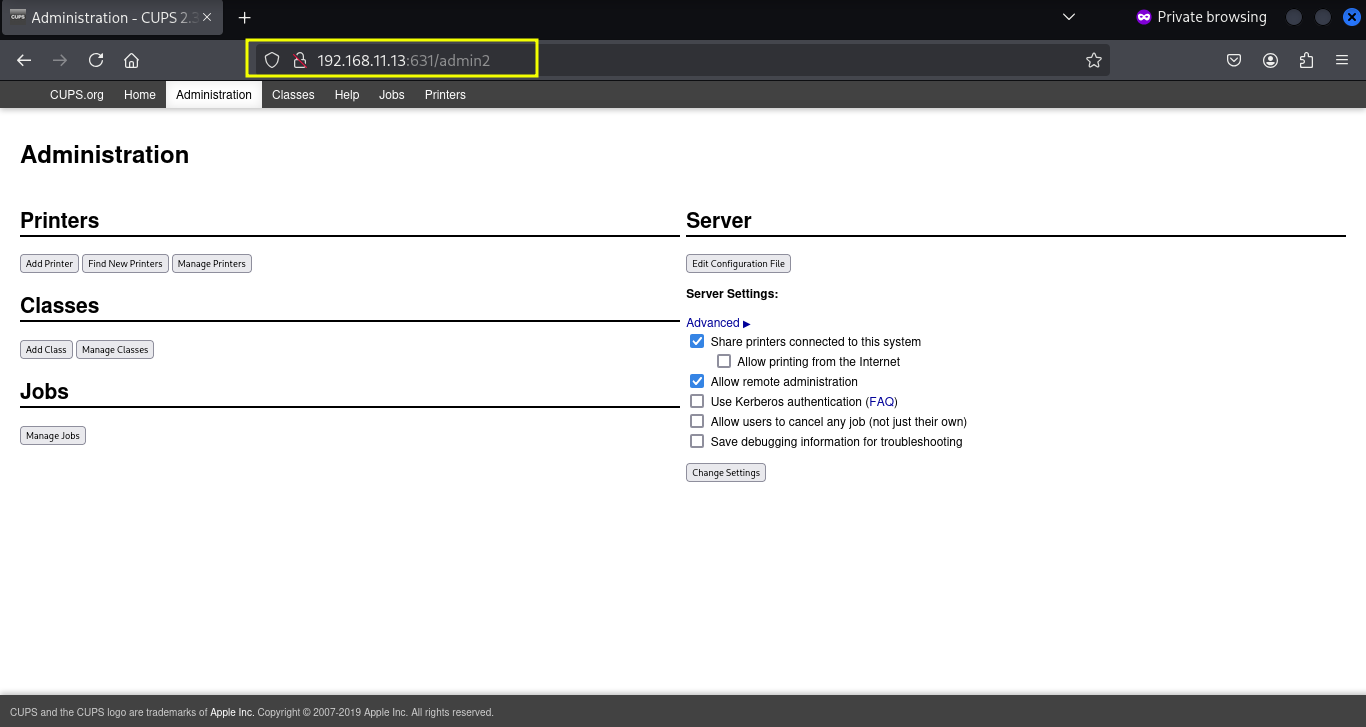 Administration - CUPS 2.3
Private browsing
192.168.11.13:631/admin2
CUPS.org Home Administration Classes Help Jobs Printers
Administration
Printers
Add Printer Find New Printers Manage Printers
Classes
Add Class Manage Classes
Jobs
Manage Jobs
Server
Edit Configuration File
Server Settings:
Advanced ▶
Share printers connected to this system
Allow printing from the Internet
Allow remote administration
Use Kerberos authentication (FAQ)
Allow users to cancel any job (not just their own)
Save debugging information for troubleshooting
Change Settings
CUPS and the CUPS logo are trademarks of Apple Inc. Copyright © 2007-2019 Apple Inc. All rights reserved.